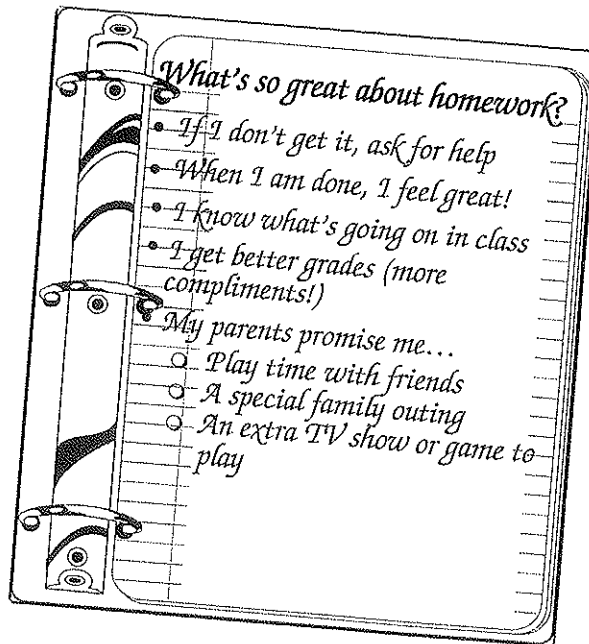 What's so great about homework?
• If I don't get it, ask for help
• When I am done, I feel great!
• I know what's going on in class
• I get better grades (more
compliments!)
• My parents promise me...
○ Play time with friends
○ A special family outing
○ An extra TV show or game to
play